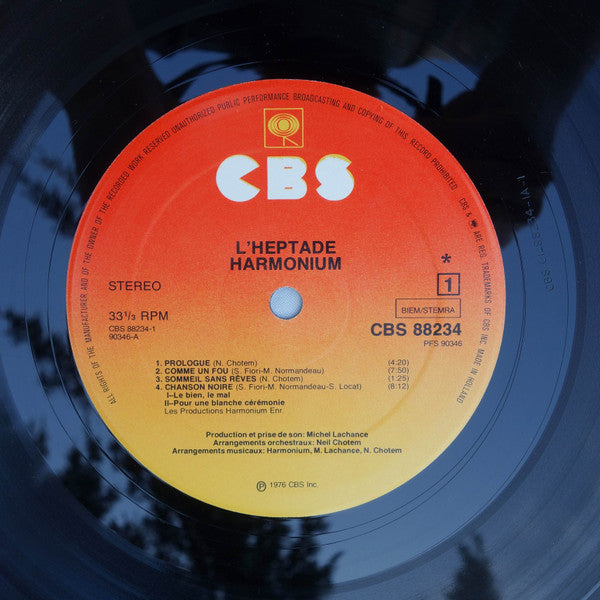 ALL RIGHTS OF THE MANUFACTURER AND OF THE OWNER OF THE RECORDED WORK RESERVED UNAUTHORIZED PUBLIC PERFORMANCE BROADCASTING AND COPYING OF THIS RECORD PROHIBITED
CBS & ARE REG. TRADEMARKS OF CBS INC. MADE IN HOLLAND
CBS
L'HEPTADE
HARMONIUM
STEREO
*
1
33 1/3 RPM
CBS 88234-1
90346-A
BIEM/STEMRA
CBS 88234
PFS 90346
1. PROLOGUE (N. Chotem) (4:20)
2. COMME UN FOU (S. Fiori-M. Normandeau) (7:50)
3. SOMMEIL SANS RÊVES (N. Chotem) (1:25)
4. CHANSON NOIRE (S. Fiori-M. Normandeau-S. Locat) (8:12)
I–Le bien, le mal
II–Pour une blanche cérémonie
Les Productions Harmonium Enr.
Production et prise de son: Michel Lachance
Arrangements orchestraux: Neil Chotem
Arrangements musicaux: Harmonium, M. Lachance, N. Chotem
℗ 1976 CBS Inc.